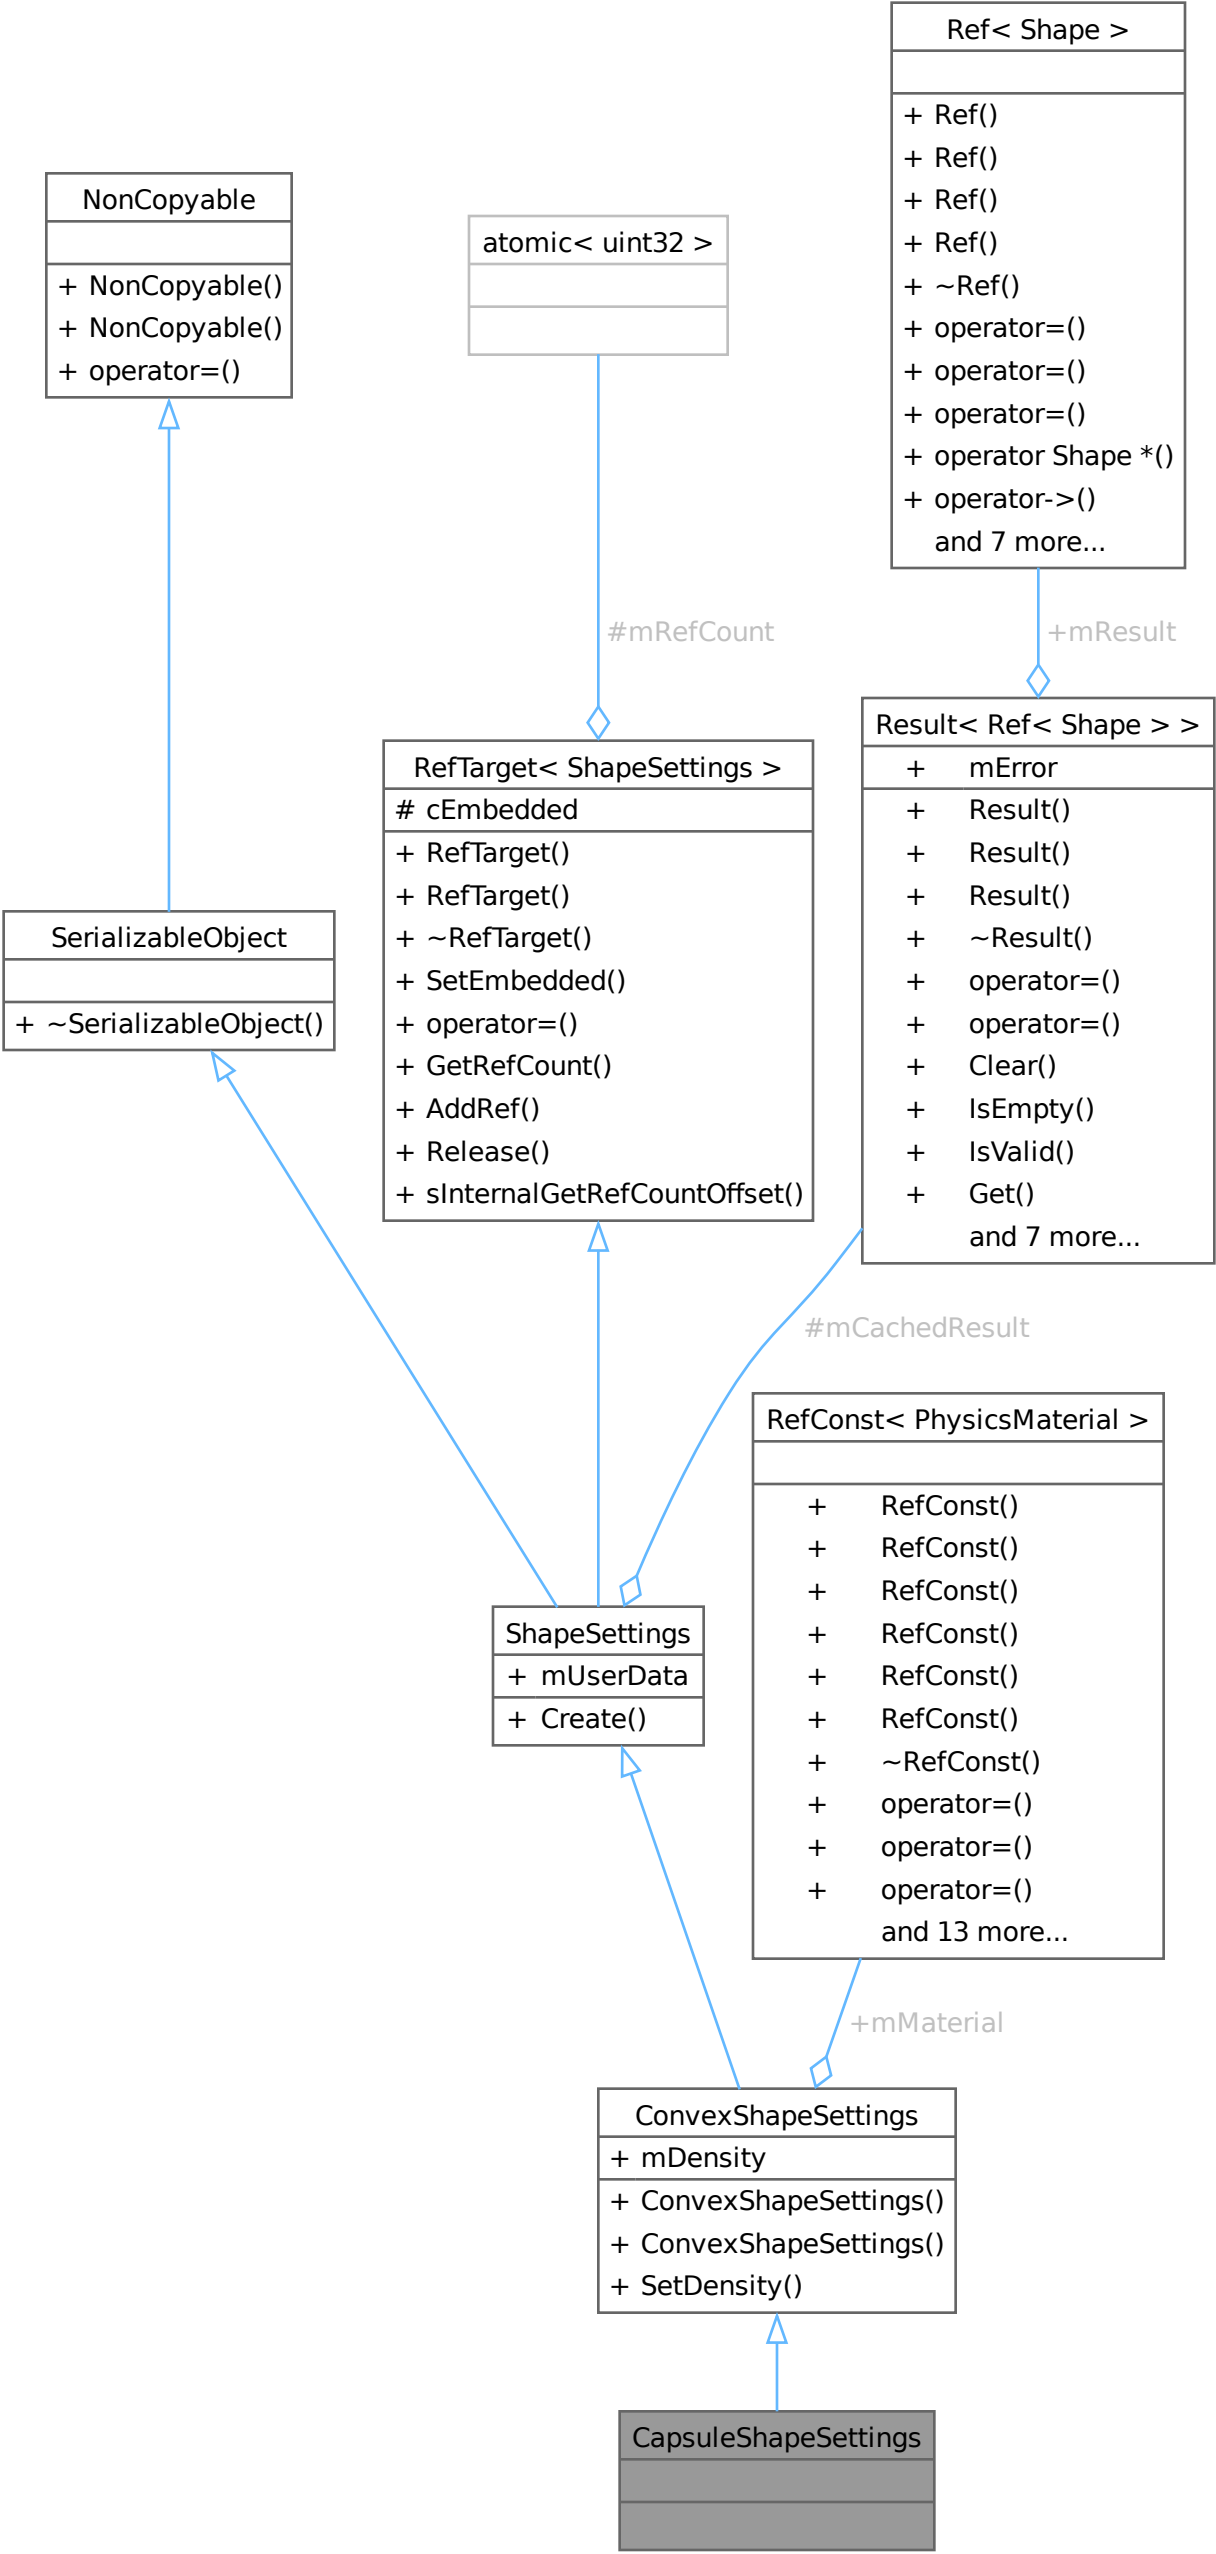 Ref< Shape >
+ Ref()
+ Ref()
+ Ref()
+ Ref()
+ ~Ref()
+ operator=()
+ operator=()
+ operator=()
+ operator Shape *()
+ operator->()
and 7 more...
NonCopyable
+ NonCopyable()
+ NonCopyable()
+ operator=()
atomic< uint32 >
#mRefCount
+mResult
RefTarget< ShapeSettings >
# cEmbedded
+ RefTarget()
+ RefTarget()
+ ~RefTarget()
+ SetEmbedded()
+ operator=()
+ GetRefCount()
+ AddRef()
+ Release()
+ sInternalGetRefCountOffset()
Result< Ref< Shape > >
+ mError
+ Result()
+ Result()
+ Result()
+ ~Result()
+ operator=()
+ operator=()
+ Clear()
+ IsEmpty()
+ IsValid()
+ Get()
and 7 more...
SerializableObject
+ ~SerializableObject()
#mCachedResult
RefConst< PhysicsMaterial >
+ RefConst()
+ RefConst()
+ RefConst()
+ RefConst()
+ RefConst()
+ RefConst()
+ ~RefConst()
+ operator=()
+ operator=()
+ operator=()
and 13 more...
ShapeSettings
+ mUserData
+ Create()
+mMaterial
ConvexShapeSettings
+ mDensity
+ ConvexShapeSettings()
+ ConvexShapeSettings()
+ SetDensity()
CapsuleShapeSettings